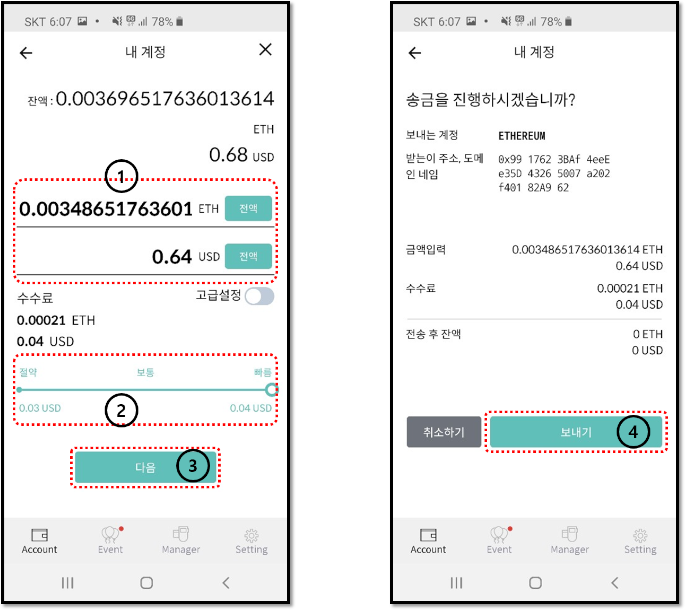 SKT 6:07 • 78%
내 계정
잔액 : 0.003696517636013614
ETH
0.68 USD
1
0.00348651763601 ETH 전액
0.64 USD 전액
수수료 고급설정
0.00021 ETH
0.04 USD
절약 보통 빠름
0.03 USD 2 0.04 USD
다음 3
Account Event Manager Setting
SKT 6:07 • 78%
내 계정
송금을 진행하시겠습니까?
보내는 계정 ETHEREUM
받는이 주소, 도메인 네임
0x99 1762 3BAf 4eeE
e35D 4326 5007 a202
f401 82A9 62
금액입력 0.003486517636013614 ETH
0.64 USD
수수료 0.00021 ETH
0.04 USD
전송 후 잔액 0 ETH
0 USD
취소하기 보내기 4
Account Event Manager Setting